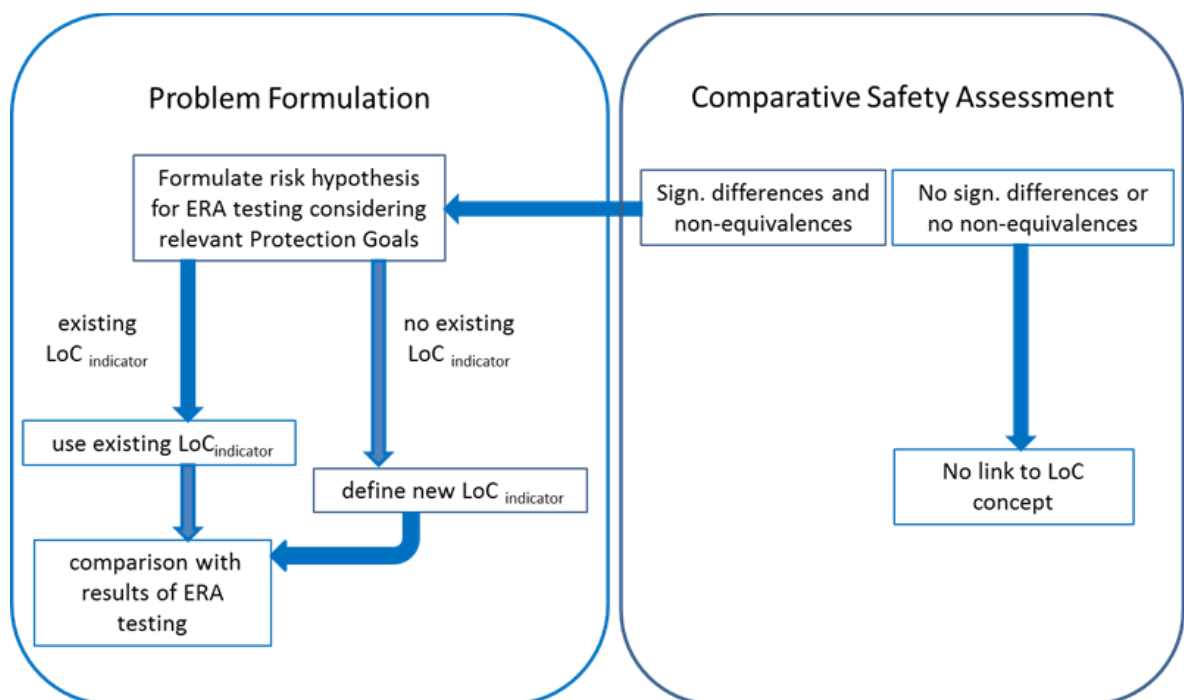 Problem Formulation
Formulate risk hypothesis
for ERA testing considering
relevant Protection Goals
existing
LoC indicator
no existing
LoC indicator
use existing LoCindicator
define new LoC indicator
comparison with
results of ERA
testing
Comparative Safety Assessment
Sign. differences and
non-equivalences
No sign. differences or
no non-equivalences
No link to LoC
concept